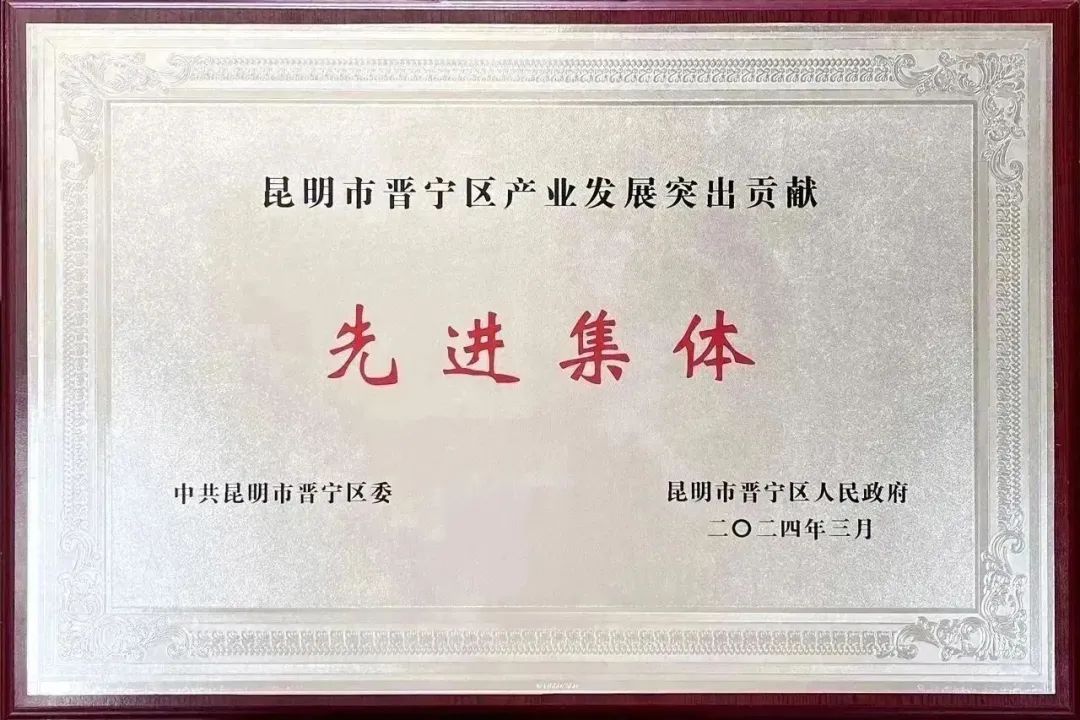 昆明市晋宁区产业发展突出贡献
先进集体
中共昆明市晋宁区委
昆明市晋宁区人民政府
二〇二四年三月